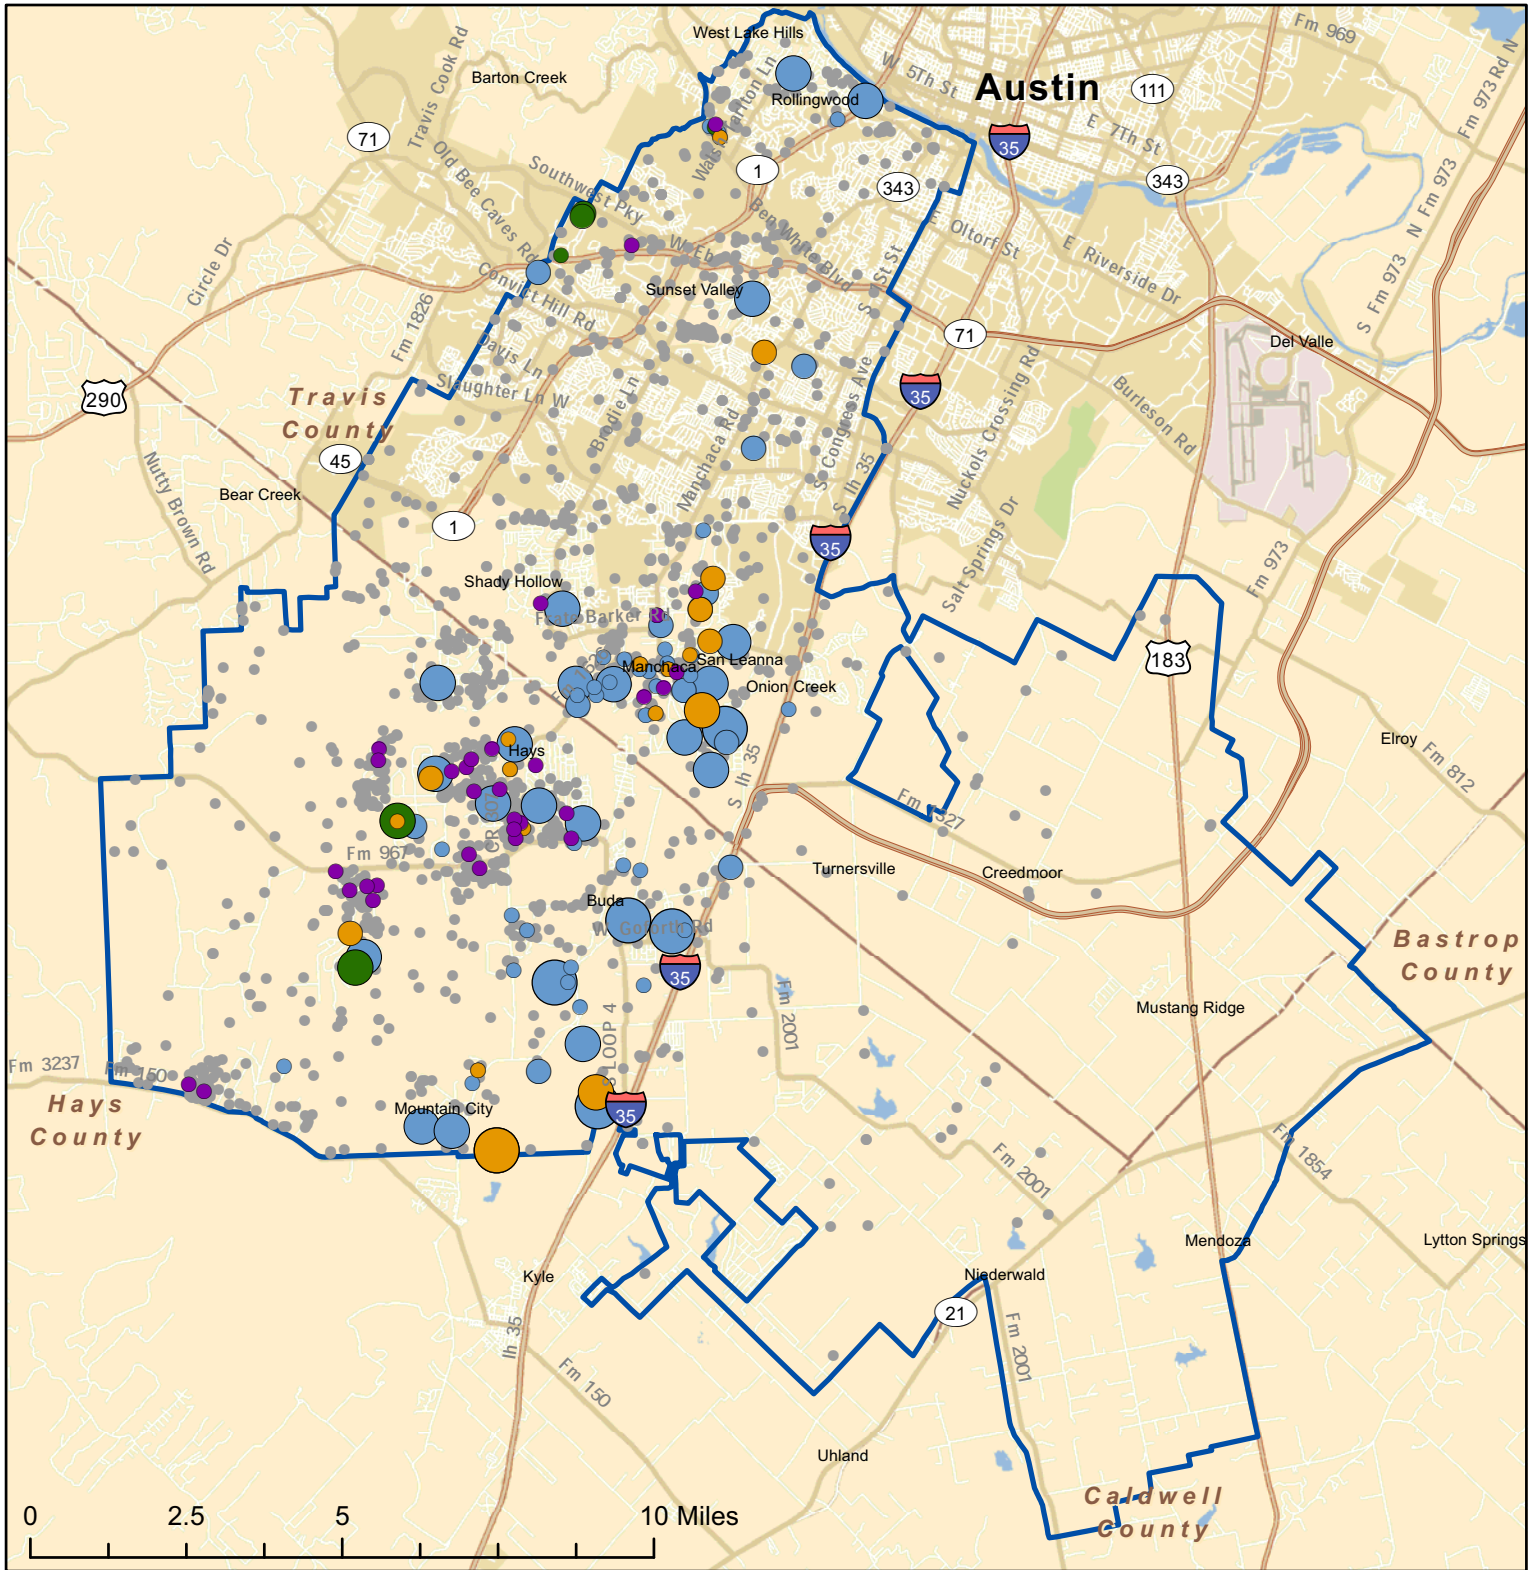 West Lake Hills
Fm 969
Travis Cook Rd
Barton Creek
W 5Th St
Austin
111
Rollingwood
E 7Th St
Fm 973 Rd N
71
35
Old Bee Caves Rd
1
343
343
Southwest Pky
N Fm 973
Ben White Blvd
Oltorf St
E Riverside Dr
Circle Dr
S 1St St
Convict Hill Rd
Sunset Valley
S Fm 973
Fm 1826
71
Del Valle
Davis Ln
290
Slaughter Ln W
35
Travis
County
Brodie Ln
S Congress Ave
Nuckols Crossing Rd
Burleson Rd
Manchaca Rd
45
Nutty Brown Rd
Bear Creek
S Ih 35
1
35
Salt Springs Dr
Fm 973
Shady Hollow
Barker Rd
Manchaca
San Leanna
183
Onion Creek
Hays
S Ih 35
Elroy
Fm 812
Fm 1327
Fm 967
Turnersville
Creedmoor
Buda
W Goforth Rd
Bastrop
County
35
Fm 2001
Mustang Ridge
S LOOP 4
Fm 3237
Fm 150
Hays
County
Mountain City
35
Fm 2001
Fm 1854
Mendoza
Lytton Springs
Kyle
Niederwald
21
Ih 35
Fm 2001
Fm 150
Uhland
Caldwell
County
0 2.5 5 10 Miles